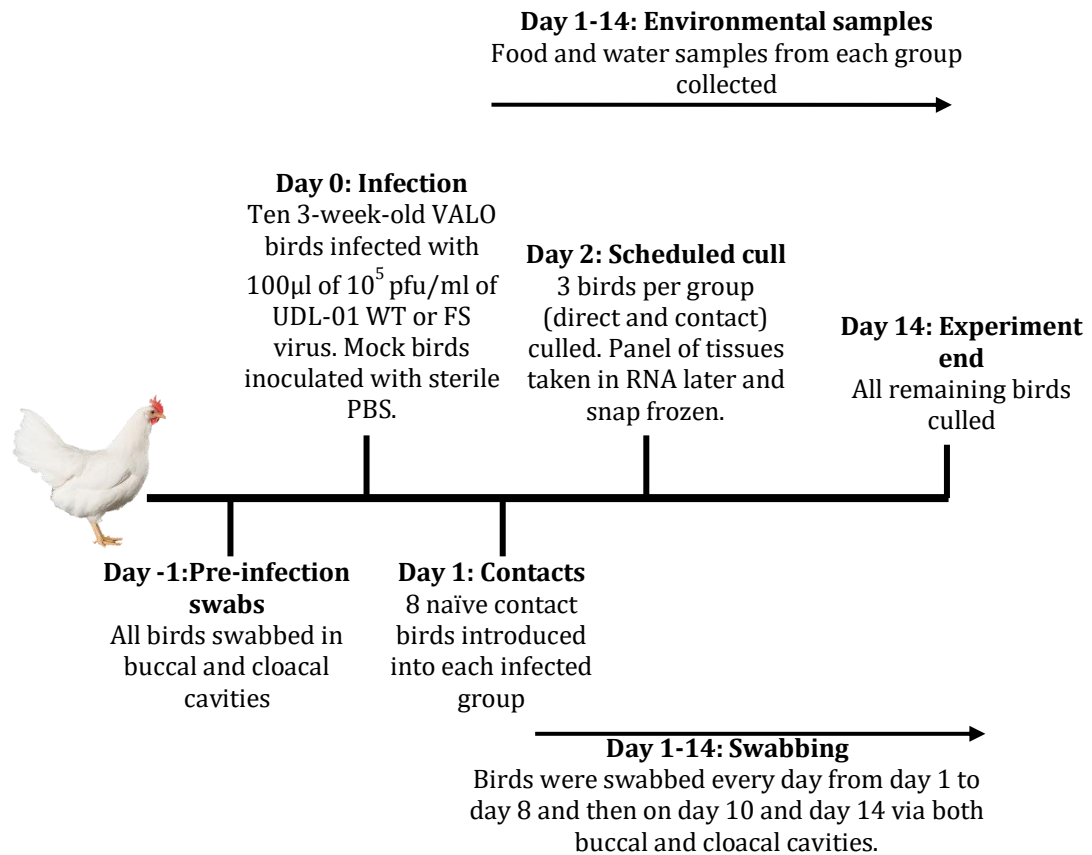 Day 1-14: Environmental samples
Food and water samples from each group
collected
Day 0: Infection
Ten 3-week-old VALO
birds infected with
100µl of 10⁵ pfu/ml of
UDL-01 WT or FS
virus. Mock birds
inoculated with sterile
PBS.
Day 2: Scheduled cull
3 birds per group
(direct and contact)
culled. Panel of tissues
taken in RNA later and
snap frozen.
Day 14: Experiment
end
All remaining birds
culled
Day -1:Pre-infection
swabs
All birds swabbed in
buccal and cloacal
cavities
Day 1: Contacts
8 naïve contact
birds introduced
into each infected
group
Day 1-14: Swabbing
Birds were swabbed every day from day 1 to
day 8 and then on day 10 and day 14 via both
buccal and cloacal cavities.